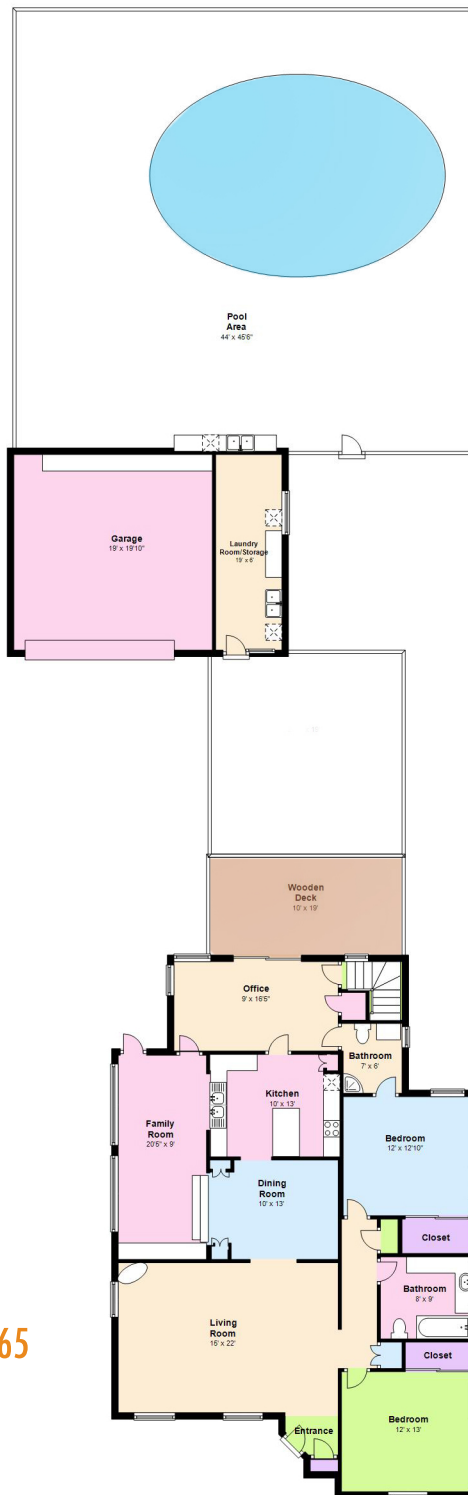 Pool
Area
44' x 45'6"
Garage
19' x 19'10"
Laundry
Room/Storage
19' x 6'
Wooden
Deck
10' x 19'
Office
9' x 16'5"
Bathroom
7' x 6'
Kitchen
10' x 13'
Family
Room
20'5" x 9'
Bedroom
12' x 12'10"
Dining
Room
10' x 13'
Closet
Bathroom
8' x 9'
Living
Room
15' x 22'
65
Closet
Bedroom
12' x 13'
Entrance